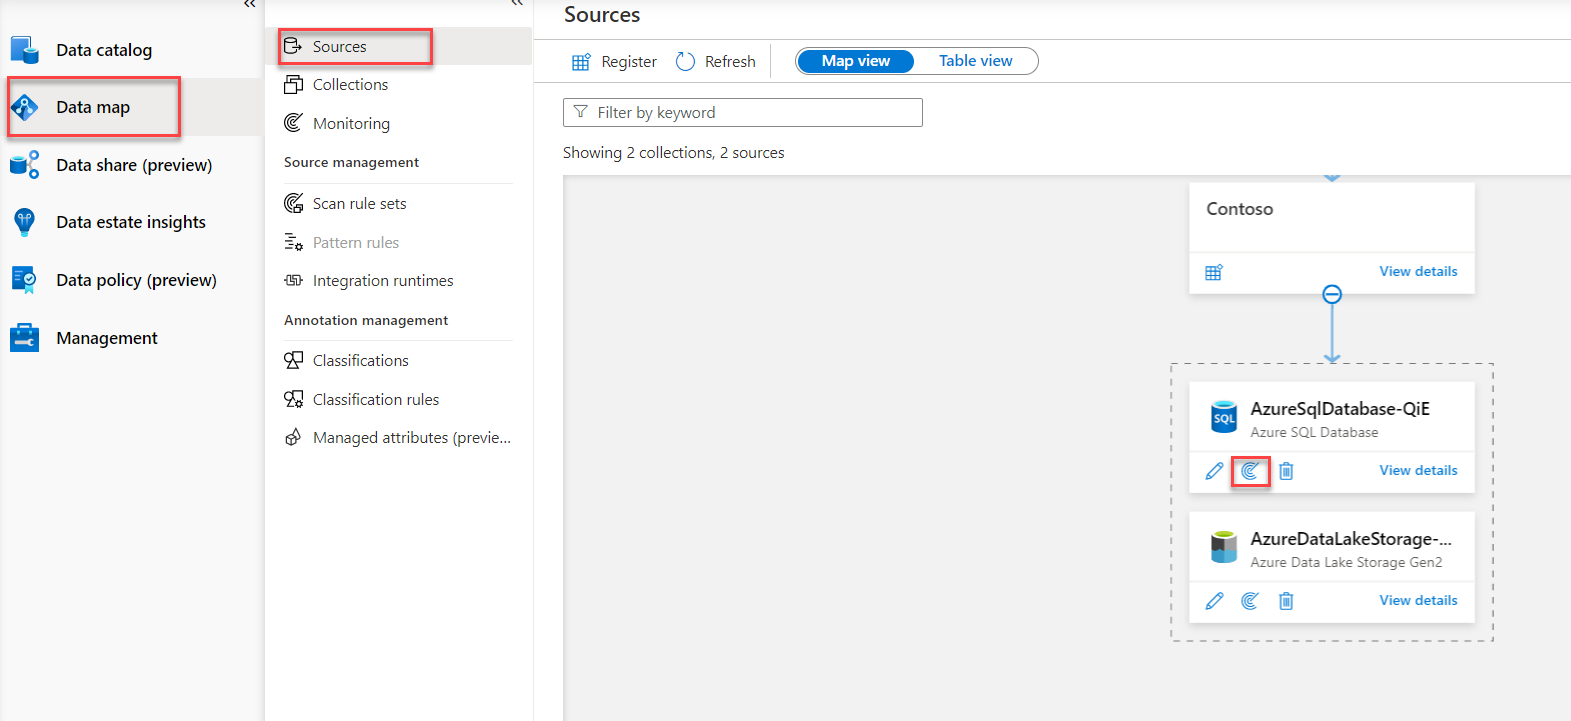 Data catalog
Data map
Data share (preview)
Data estate insights
Data policy (preview)
Management
Sources
Collections
Monitoring
Source management
Scan rule sets
Pattern rules
Integration runtimes
Annotation management
Classifications
Classification rules
Managed attributes (previe...
Sources
Register Refresh Map view Table view
Filter by keyword
Showing 2 collections, 2 sources
Contoso
View details
SQL AzureSqlDatabase-QiE
Azure SQL Database
View details
AzureDataLakeStorage-...
Azure Data Lake Storage Gen2
View details